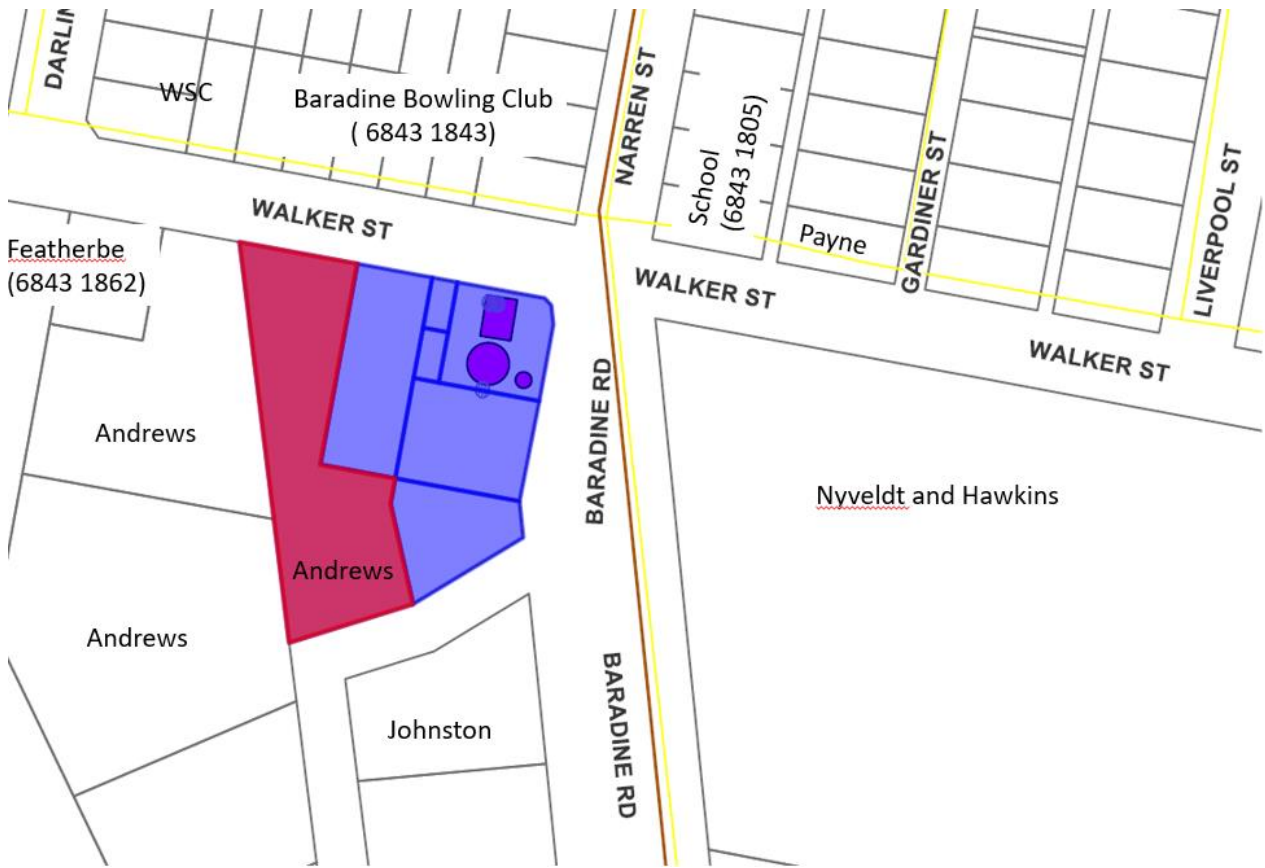 DARLIN
WSC
Baradine Bowling Club
( 6843 1843)
NARREN ST
School
(6843 1805)
Payne
GARDINER ST
LIVERPOOL ST
WALKER ST
WALKER ST
WALKER ST
Featherbe
(6843 1862)
Andrews
BARADINE RD
Nyveldt and Hawkins
Andrews
Andrews
BARADINE RD
Johnston